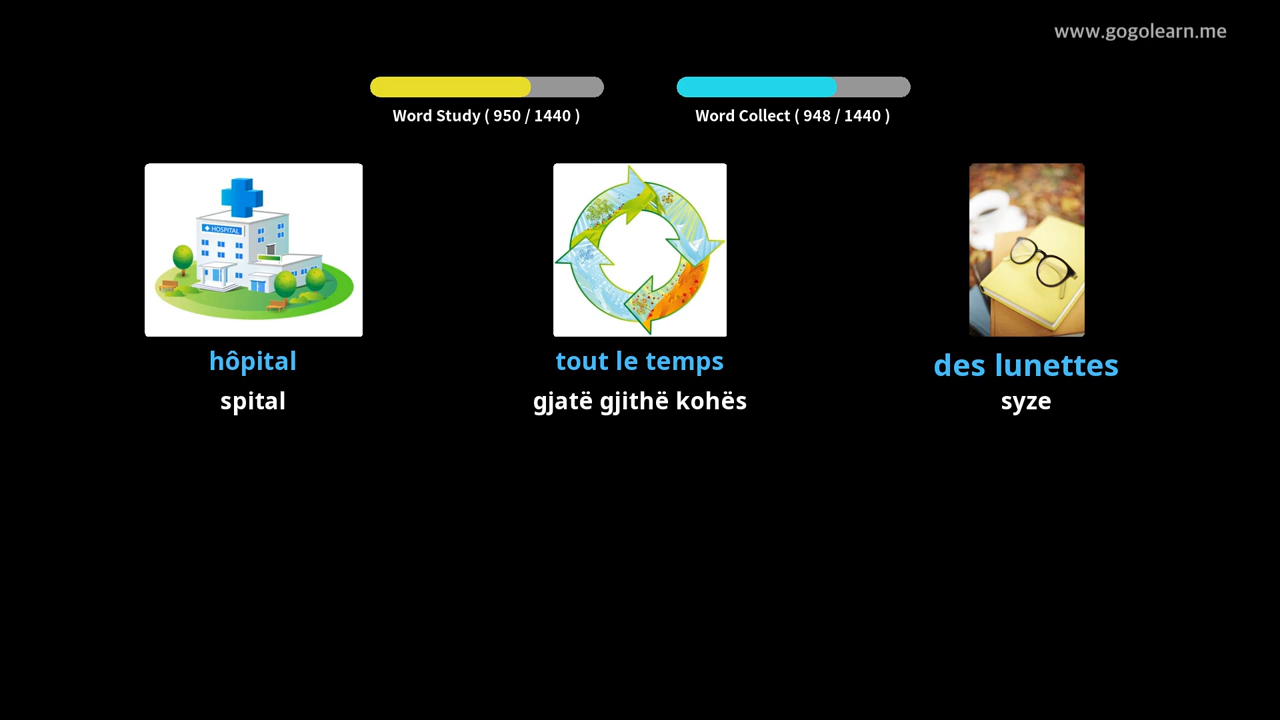 www.gogolearn.me
Word Study ( 950 / 1440 )
Word Collect ( 948 / 1440 )
HOSPITAL
hôpital
tout le temps
des lunettes
spital
gjatë gjithë kohës
syze